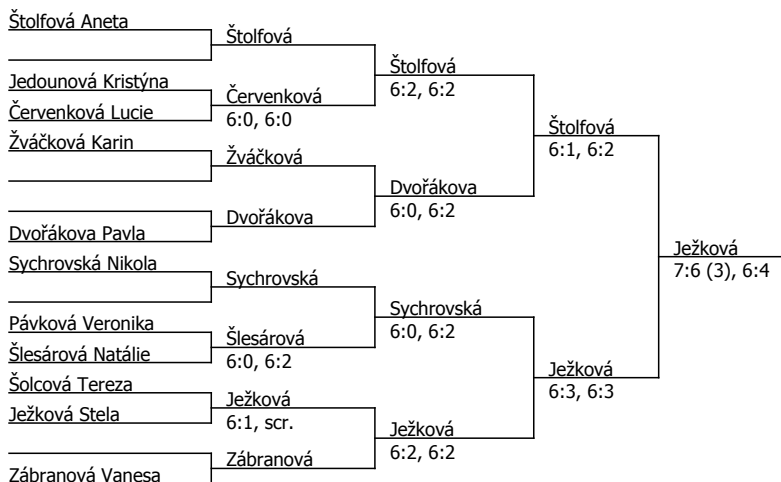 Štolfová Aneta
Štolfová
Štolfová
6:2, 6:2
Jedounová Kristýna
Červenková
6:0, 6:0
Červenková Lucie
Štolfová
6:1, 6:2
Žváčková Karin
Žváčková
Dvořákova
6:0, 6:2
Dvořákova
Dvořákova Pavla
Ježková
7:6 (3), 6:4
Sychrovská Nikola
Sychrovská
Sychrovská
6:0, 6:2
Pávková Veronika
Šlesárová
6:0, 6:2
Šlesárová Natálie
Ježková
6:3, 6:3
Šolcová Tereza
Ježková
6:1, scr.
Ježková Stela
Ježková
6:2, 6:2
Zábranová
Zábranová Vanesa